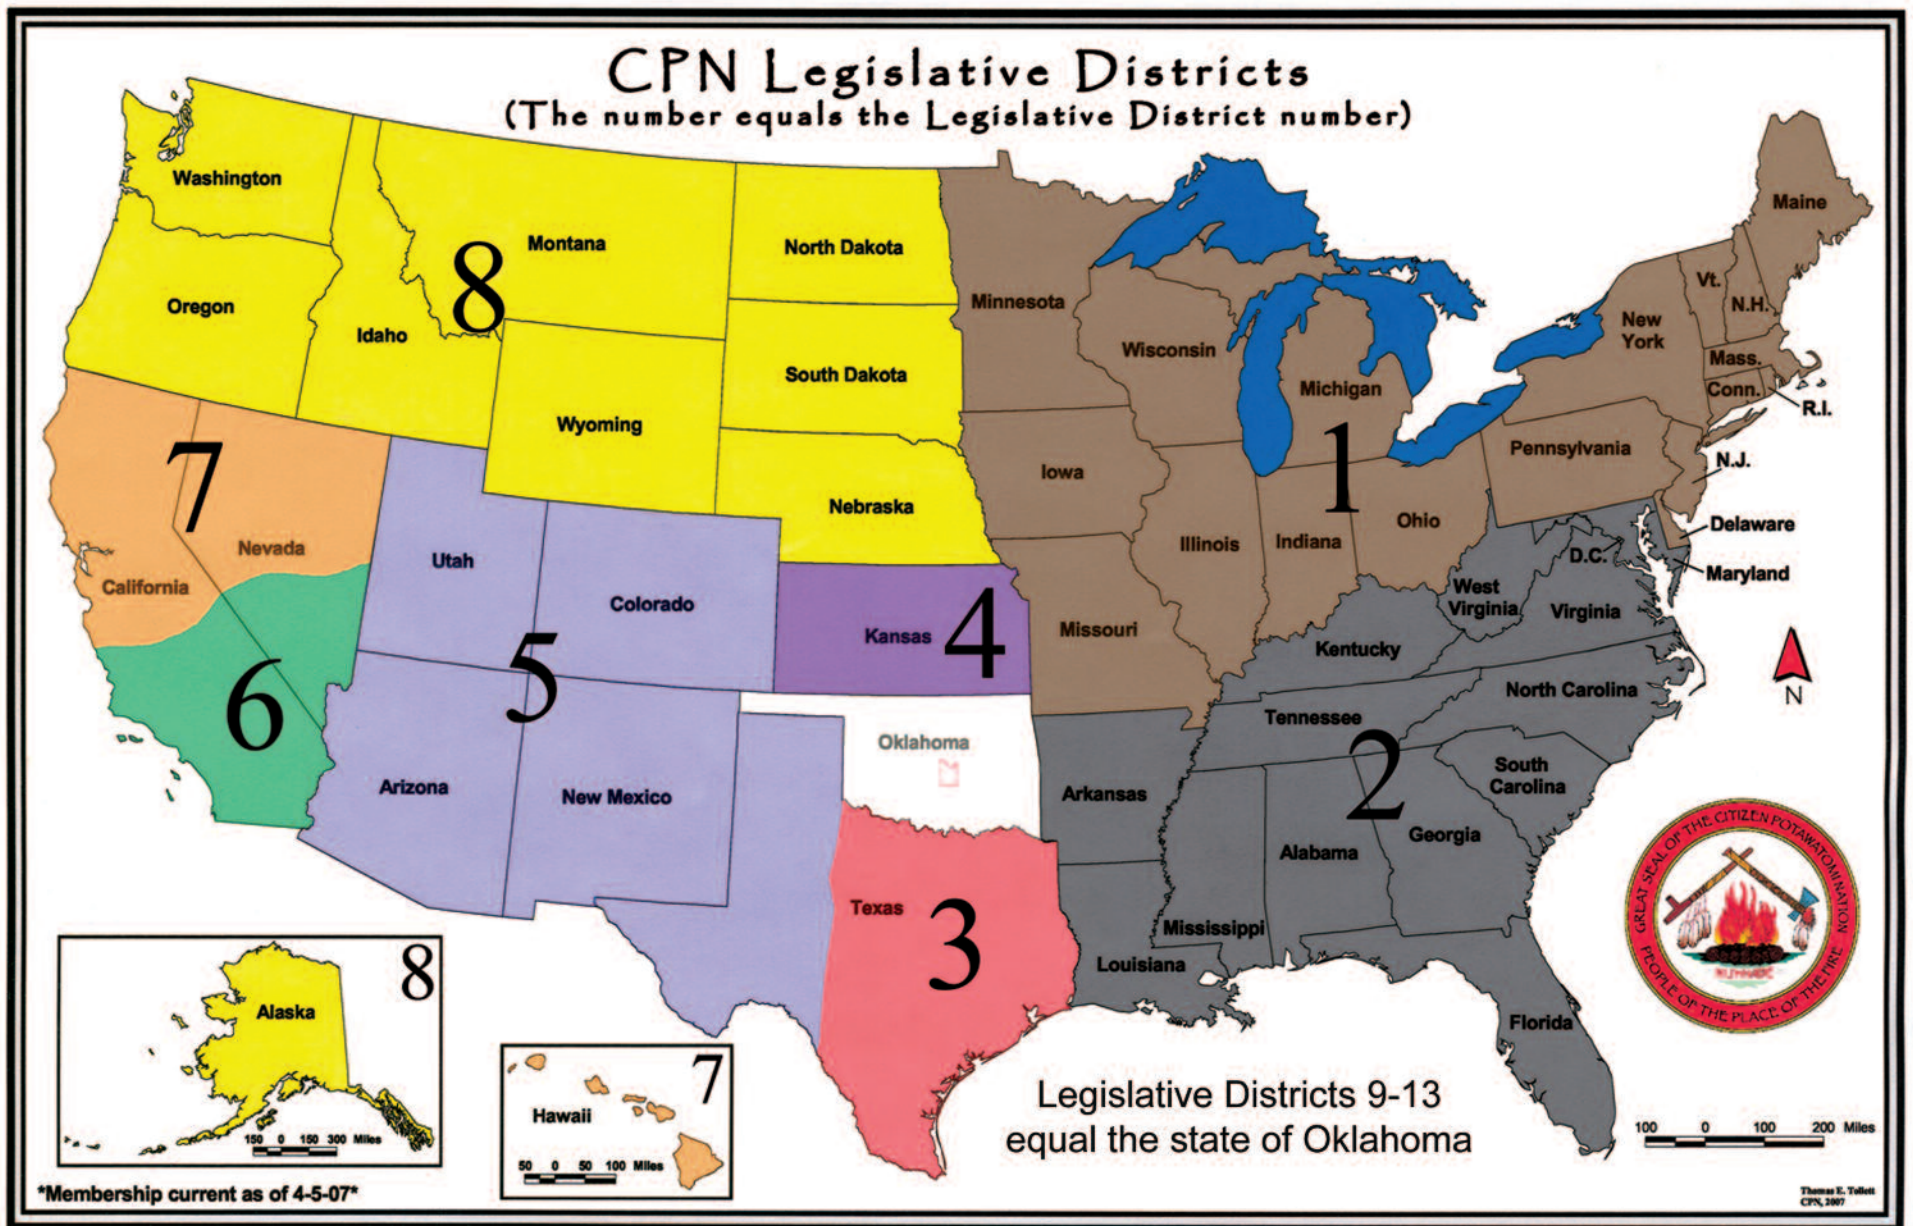 CPN Legislative Districts
(The number equals the Legislative District number)
Washington
Oregon
Idaho
Montana
8
Wyoming
North Dakota
South Dakota
Nebraska
Minnesota
Wisconsin
Michigan
Iowa
Illinois
Indiana
Ohio
1
Missouri
Pennsylvania
New
York
Vt.
N.H.
Maine
Mass.
Conn.
R.I.
N.J.
Delaware
Maryland
D.C.
7
Nevada
California
6
Utah
Colorado
5
Arizona
New Mexico
Kansas
4
Oklahoma
Texas
3
West
Virginia
Virginia
Kentucky
North Carolina
Tennessee
2
South
Carolina
Arkansas
Georgia
Alabama
Mississippi
Louisiana
Florida
N
GREAT SEAL OF THE CITIZEN POTAWATOMI NATION
PEOPLE OF THE PLACE OF THE FIRE
8
Alaska
150 0 150 300 Miles
7
Hawaii
50 0 50 100 Miles
Legislative Districts 9-13
equal the state of Oklahoma
100 0 100 200 Miles
*Membership current as of 4-5-07*
Thomas E. Tollett
CPN, 2007